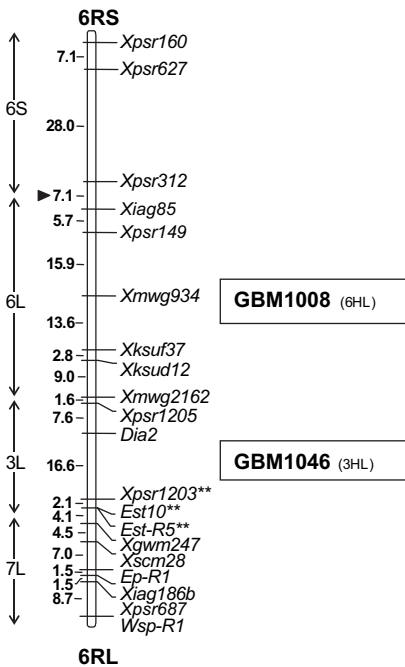 6RS
Xpsr160
7.1
Xpsr627
6S
28.0
Xpsr312
7.1
Xiag85
5.7
Xpsr149
15.9
6L
Xmwg934
GBM1008 (6HL)
13.6
Xksuf37
2.8
Xksud12
9.0
Xmwg2162
1.6
Xpsr1205
7.6
Dia2
3L
16.6
GBM1046 (3HL)
Xpsr1203**
2.1
Est10**
4.1
Est-R5**
4.5
Xgwm247
7.0
Xscm28
7L
1.5
Ep-R1
1.5
Xiag186b
8.7
Xpsr687
Wsp-R1
6RL